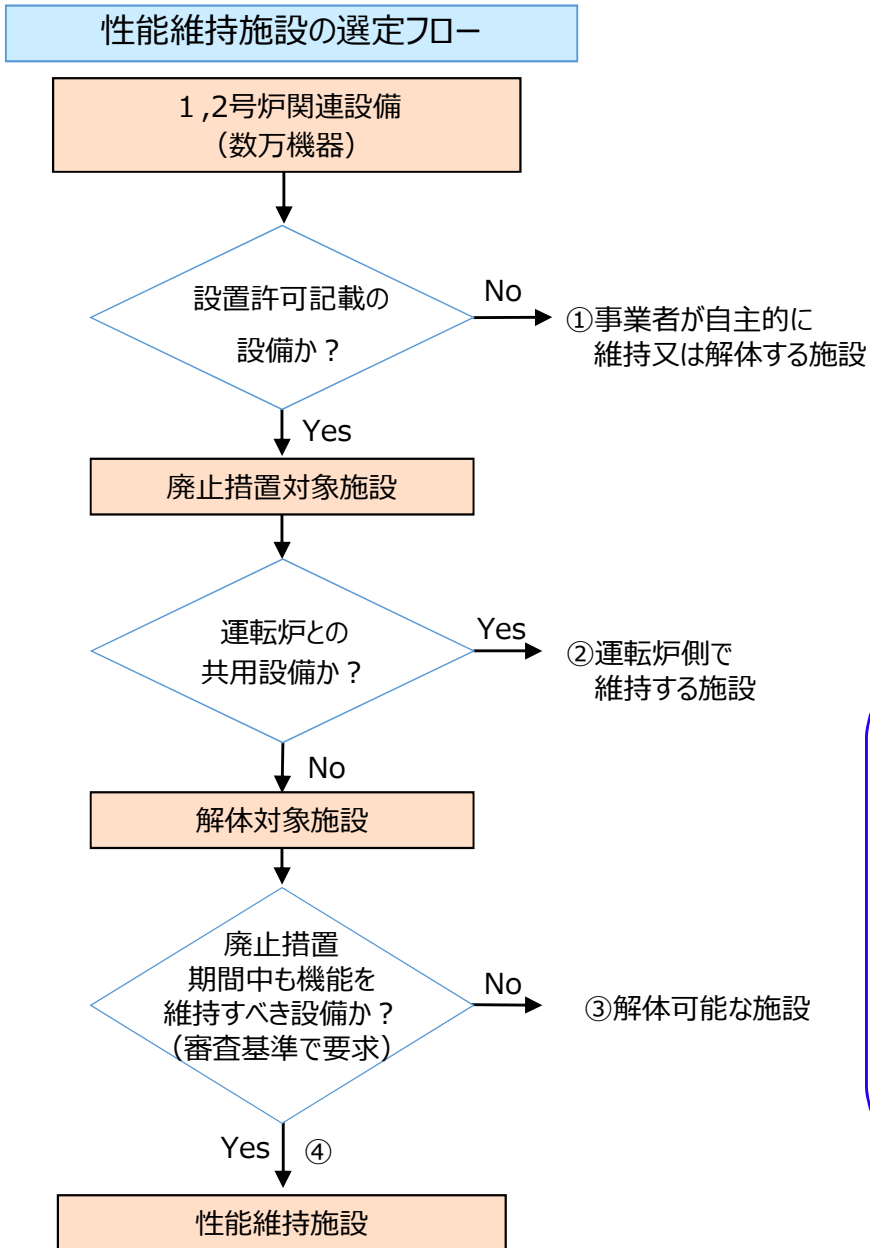 性能維持施設の選定フロー
１,2号炉関連設備
（数万機器）
設置許可記載の
設備か？
No
①事業者が自主的に
維持又は解体する施設
Yes
廃止措置対象施設
運転炉との
共用設備か？
Yes
②運転炉側で
維持する施設
No
解体対象施設
廃止措置
期間中も機能を
維持すべき設備か？
（審査基準で要求）
No
③解体可能な施設
Yes ④
性能維持施設